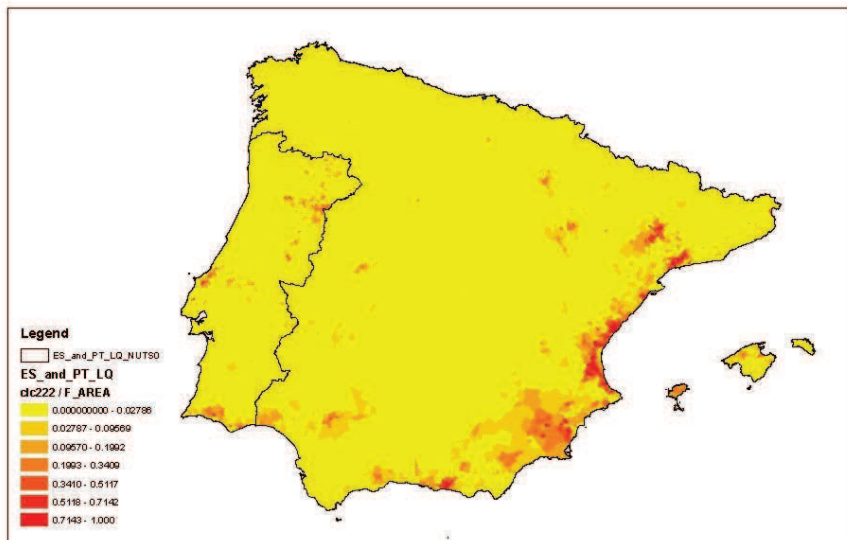 Legend
ES_and_PT_LQ_NUTS0
ES_and_PT_LQ
clc222 / F_AREA
0.000000000 - 0.02786
0.02787 - 0.09569
0.09570 - 0.1992
0.1993 - 0.3409
0.3410 - 0.5117
0.5118 - 0.7142
0.7143 - 1.000